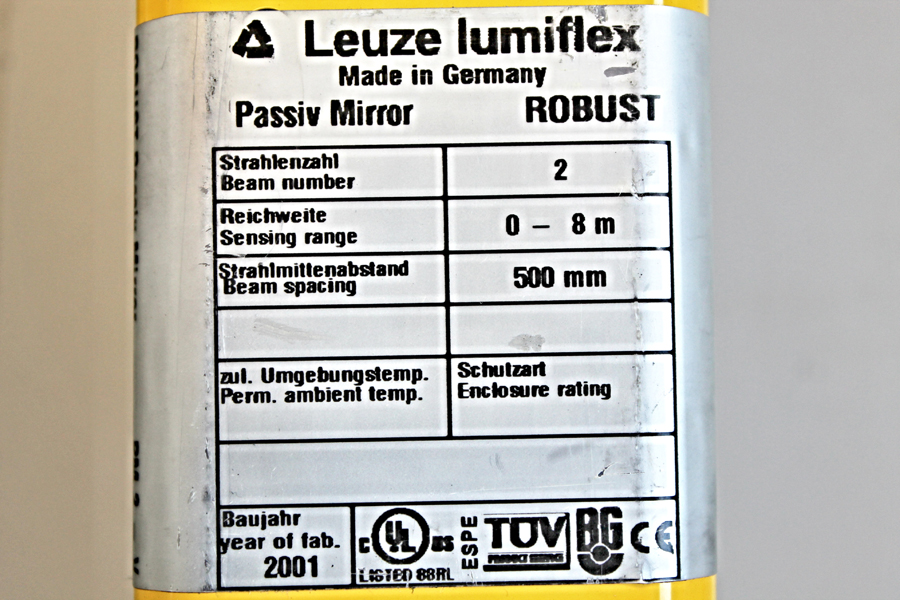 Leuze lumiflex
Made in Germany
Passiv Mirror ROBUST
Strahlenzahl
Beam number
2
Reichweite
Sensing range
0 – 8 m
Strahlmittenabstand
Beam spacing
500 mm
zul. Umgebungstemp.
Perm. ambient temp.
Schutzart
Enclosure rating
Baujahr
year of fab.
2001
c UL us
LISTED 88RL
ESPE
TÜV
BG
CE